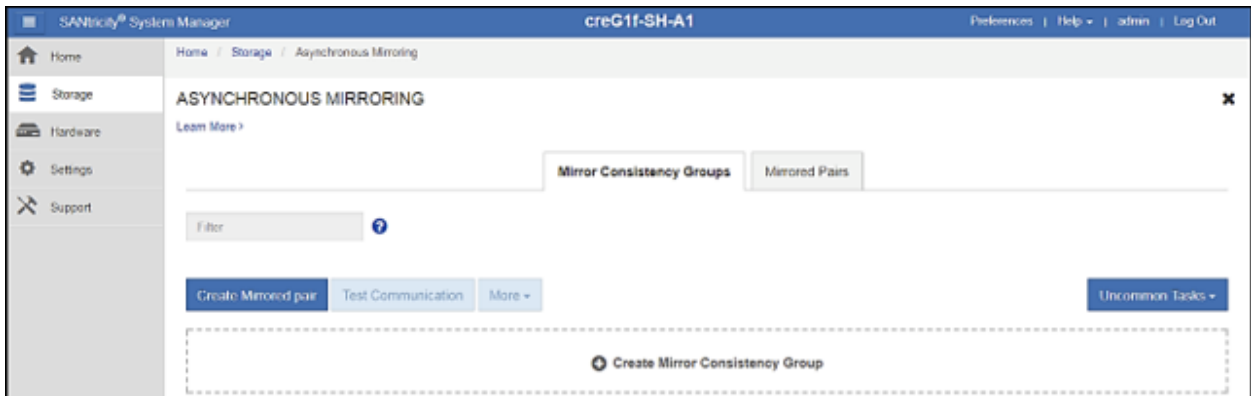 SANtricity® System Manager creG1f-SH-A1 Preferences | Help | admin | Log Out
Home Home / Storage / Asynchronous Mirroring
Storage ASYNCHRONOUS MIRRORING
Learn More >
Hardware
Mirror Consistency Groups Mirrored Pairs
Settings
Support
Filter
Create Mirrored pair Test Communication More Uncommon Tasks
Create Mirror Consistency Group